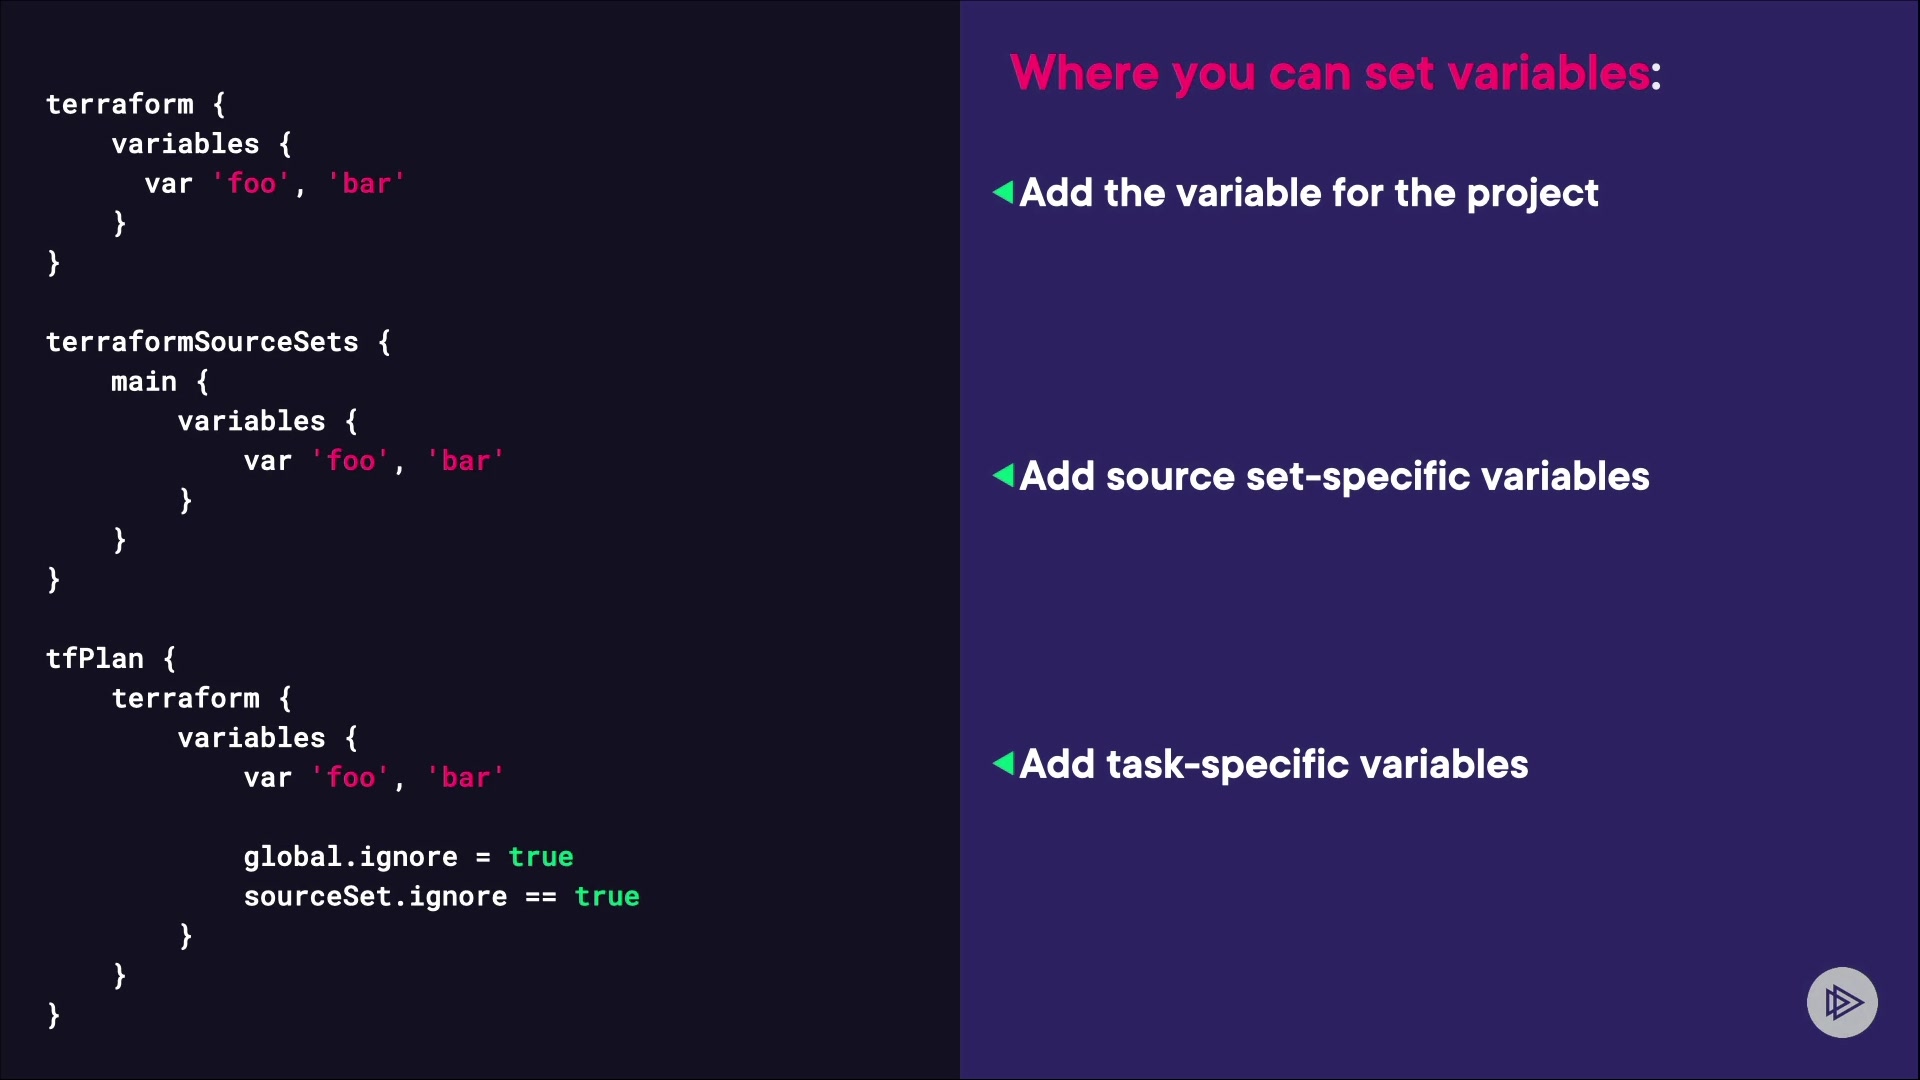 terraform {
    variables {
      var 'foo', 'bar'
    }
}

terraformSourceSets {
    main {
        variables {
            var 'foo', 'bar'
        }
    }
}

tfPlan {
    terraform {
        variables {
            var 'foo', 'bar'

            global.ignore = true
            sourceSet.ignore == true
        }
    }
}
Where you can set variables:
Add the variable for the project
Add source set-specific variables
Add task-specific variables